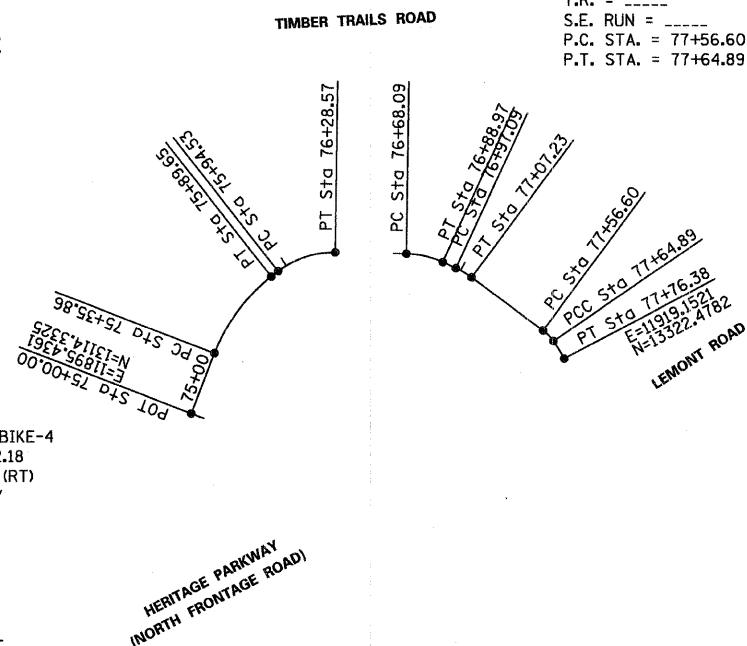 TIMBER TRAILS ROAD
T.R. = _____
S.E. RUN = _____
P.C. STA. = 77+56.60
P.T. STA. = 77+64.89
POT Sta 75+00.00
E=11895.4361
N=13114.3325
75+00
PC Sta 75+35.86
PT Sta 75+89.65
PC Sta 75+94.53
PT Sta 76+28.57
PC Sta 76+68.09
PT Sta 76+88.97
PC Sta 76+97.09
PT Sta 77+07.23
PC Sta 77+56.60
PCC Sta 77+64.89
PT Sta 77+76.38
E=11919.1521
N=13322.4782
LEMONT ROAD
BIKE-4
2.18
(RT)
HERITAGE PARKWAY
(NORTH FRONTAGE ROAD)